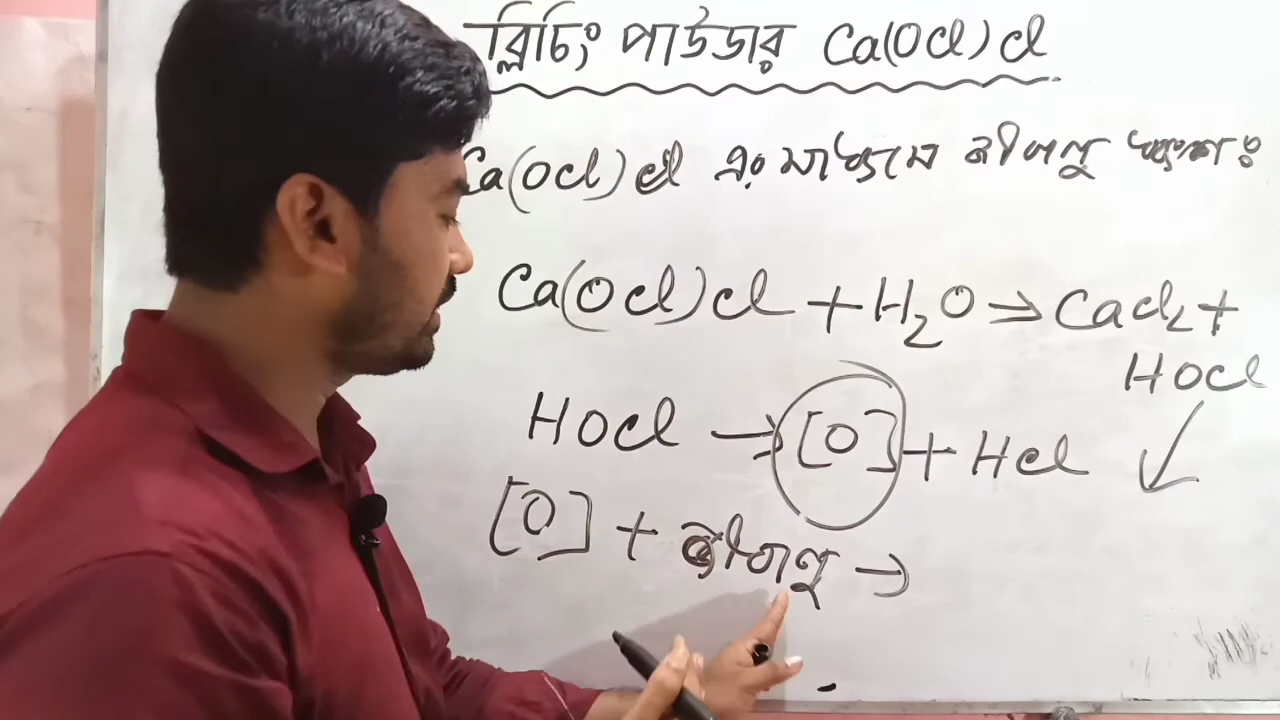 ব্লিচিং পাউডার Ca(OCl)Cl
Ca(OCl)Cl এর মাধ্যমে জীবানু ধ্বংশঃ
Ca(OCl)Cl + H₂O → CaCl₂ +
HOCl
HOCl → [O] + HCl
[O] + জীবানু →